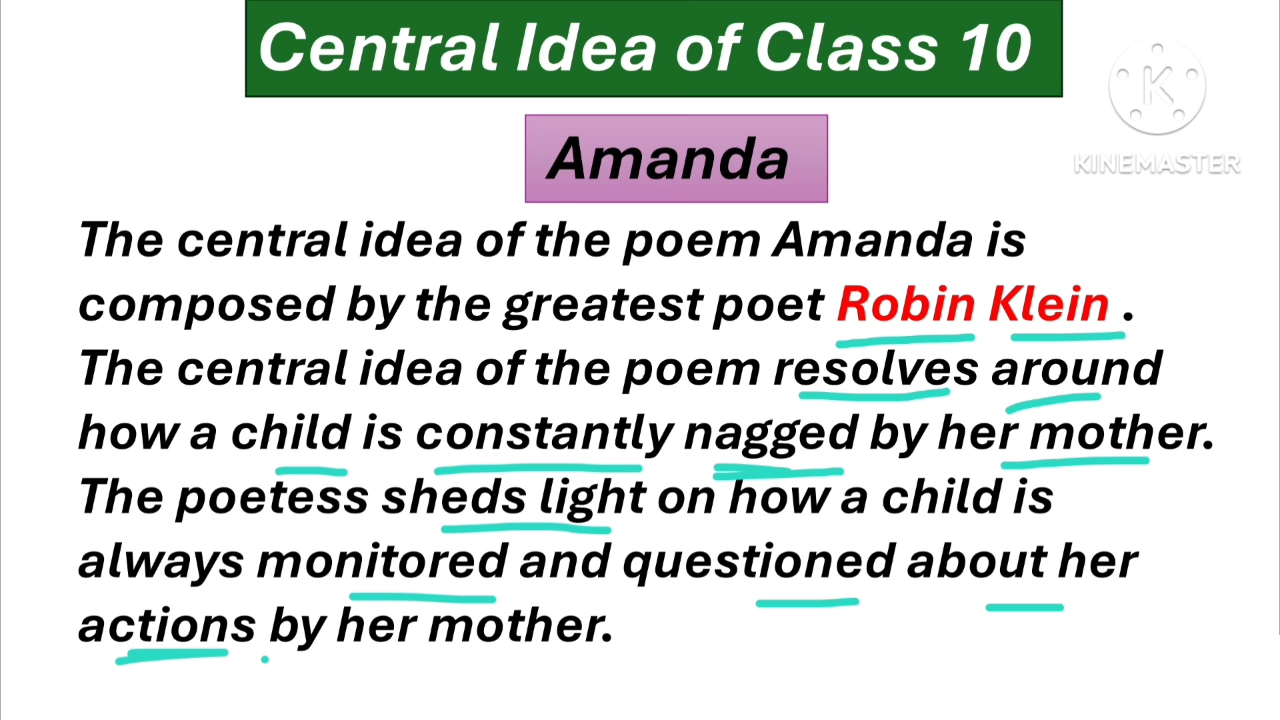 Central Idea of Class 10
KINEMASTER
Amanda
The central idea of the poem Amanda is
composed by the greatest poet Robin Klein .
The central idea of the poem resolves around
how a child is constantly nagged by her mother.
The poetess sheds light on how a child is
always monitored and questioned about her
actions by her mother.